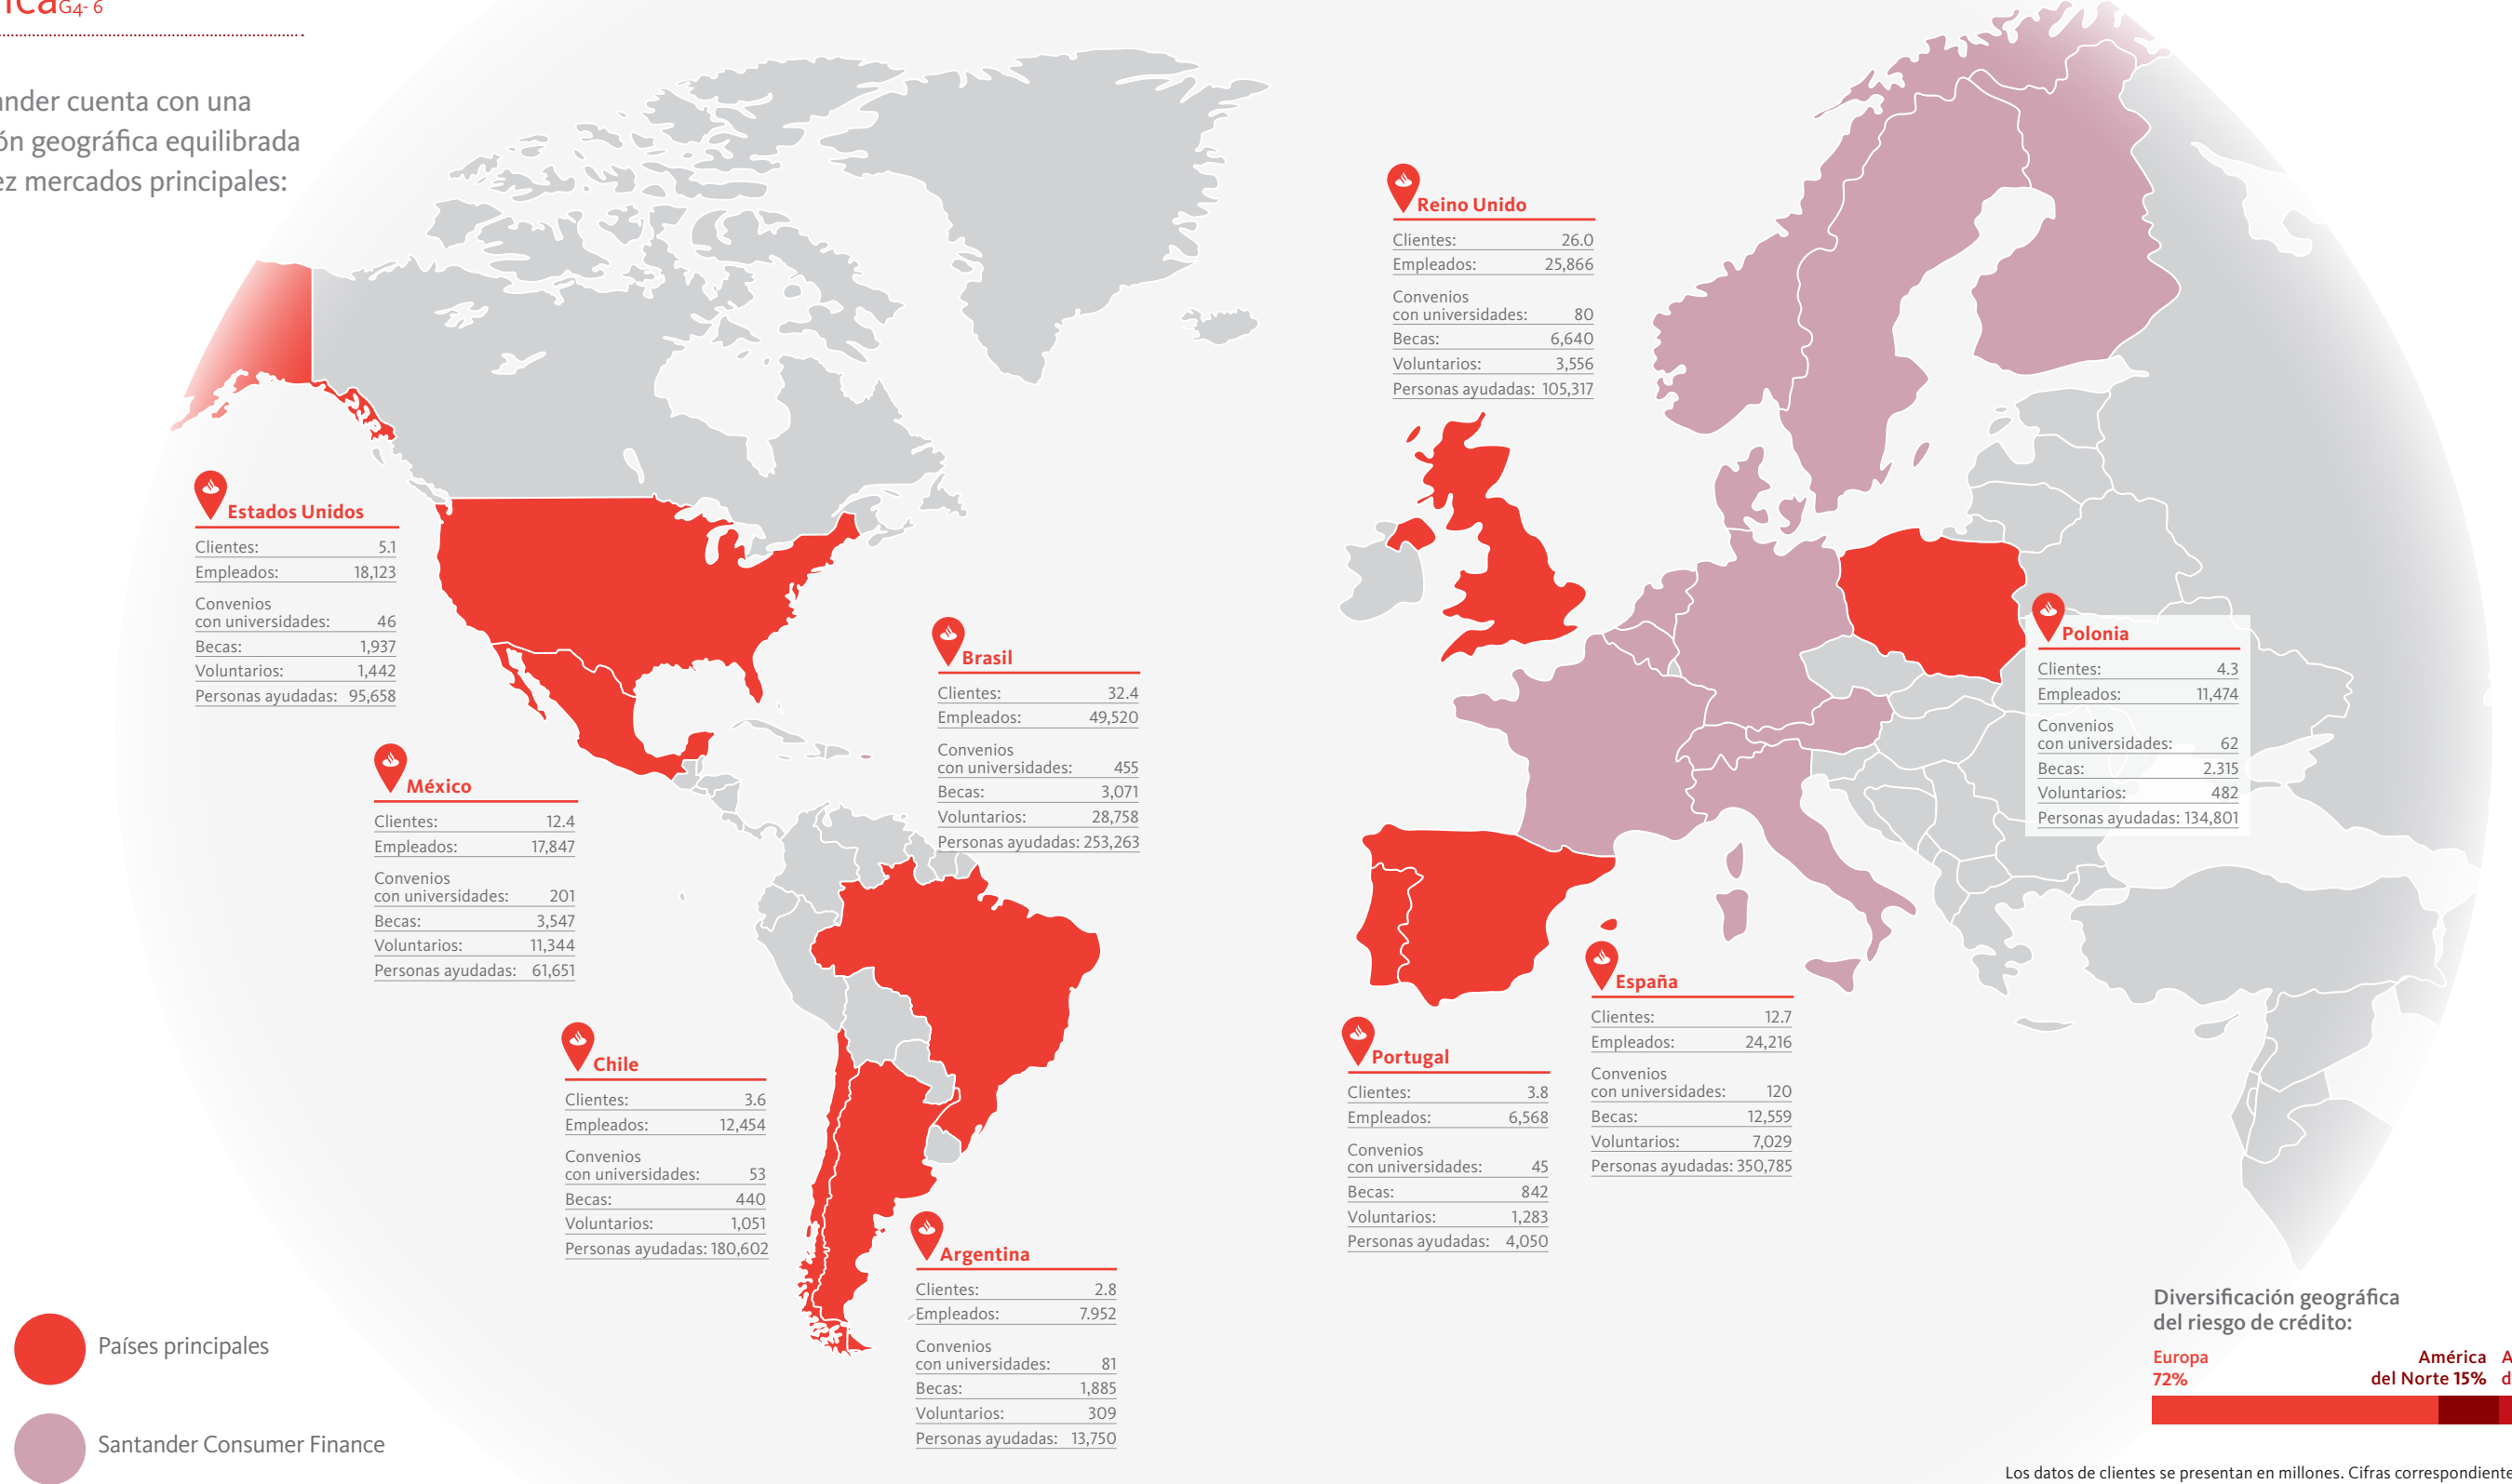 G4- 6
cuenta con una
geográfica equilibrada
mercados principales:
Reino Unido
Clientes: 26.0
Empleados: 25,866
Convenios
con universidades: 80
Becas: 6,640
Voluntarios: 3,556
Personas ayudadas: 105,317
Estados Unidos
Clientes: 5.1
Empleados: 18,123
Convenios
con universidades: 46
Becas: 1,937
Voluntarios: 1,442
Personas ayudadas: 95,658
Brasil
Clientes: 32.4
Empleados: 49,520
Convenios
con universidades: 455
Becas: 3,071
Voluntarios: 28,758
Personas ayudadas: 253,263
Polonia
Clientes: 4.3
Empleados: 11,474
Convenios
con universidades: 62
Becas: 2.315
Voluntarios: 482
Personas ayudadas: 134,801
México
Clientes: 12.4
Empleados: 17,847
Convenios
con universidades: 201
Becas: 3,547
Voluntarios: 11,344
Personas ayudadas: 61,651
España
Clientes: 12.7
Empleados: 24,216
Convenios
con universidades: 120
Becas: 12,559
Voluntarios: 7,029
Personas ayudadas: 350,785
Portugal
Clientes: 3.8
Empleados: 6,568
Convenios
con universidades: 45
Becas: 842
Voluntarios: 1,283
Personas ayudadas: 4,050
Chile
Clientes: 3.6
Empleados: 12,454
Convenios
con universidades: 53
Becas: 440
Voluntarios: 1,051
Personas ayudadas: 180,602
Argentina
Clientes: 2.8
Empleados: 7.952
Convenios
con universidades: 81
Becas: 1,885
Voluntarios: 309
Personas ayudadas: 13,750
Países principales
Santander Consumer Finance
Diversificación geográfica
del riesgo de crédito:
Europa
72%
América
del Norte 15%
Los datos de clientes se presentan en millones. Cifras